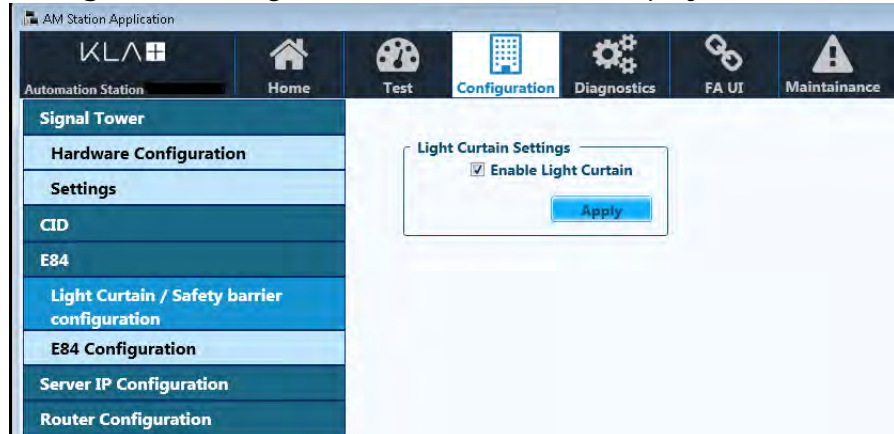 AM Station Application
KLA
Automation Station
Home
Test
Configuration
Diagnostics
FA UI
Maintainance
Signal Tower
Hardware Configuration
Settings
CID
E84
Light Curtain / Safety barrier
configuration
E84 Configuration
Server IP Configuration
Router Configuration
Light Curtain Settings
Enable Light Curtain
Apply